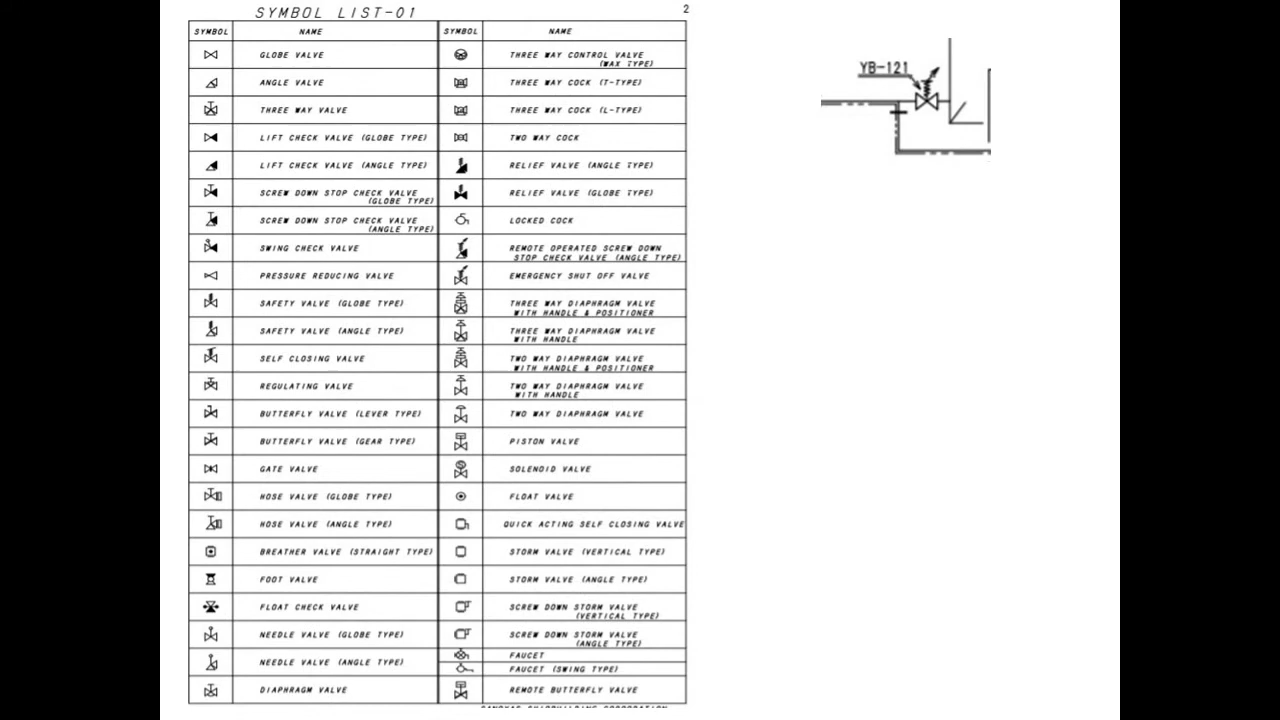 SYMBOL LIST-01
2
SYMBOL NAME SYMBOL NAME
GLOBE VALVE
THREE WAY CONTROL VALVE
(WAX TYPE)
ANGLE VALVE
THREE WAY COCK (T-TYPE)
THREE WAY VALVE
THREE WAY COCK (L-TYPE)
LIFT CHECK VALVE (GLOBE TYPE)
TWO WAY COCK
LIFT CHECK VALVE (ANGLE TYPE)
RELIEF VALVE (ANGLE TYPE)
SCREW DOWN STOP CHECK VALVE
(GLOBE TYPE)
RELIEF VALVE (GLOBE TYPE)
SCREW DOWN STOP CHECK VALVE
(ANGLE TYPE)
LOCKED COCK
SWING CHECK VALVE
REMOTE OPERATED SCREW DOWN
STOP CHECK VALVE (ANGLE TYPE)
PRESSURE REDUCING VALVE
EMERGENCY SHUT OFF VALVE
SAFETY VALVE (GLOBE TYPE)
THREE WAY DIAPHRAGM VALVE
WITH HANDLE & POSITIONER
SAFETY VALVE (ANGLE TYPE)
THREE WAY DIAPHRAGM VALVE
WITH HANDLE
SELF CLOSING VALVE
TWO WAY DIAPHRAGM VALVE
WITH HANDLE & POSITIONER
REGULATING VALVE
TWO WAY DIAPHRAGM VALVE
WITH HANDLE
BUTTERFLY VALVE (LEVER TYPE)
TWO WAY DIAPHRAGM VALVE
BUTTERFLY VALVE (GEAR TYPE)
PISTON VALVE
GATE VALVE
SOLENOID VALVE
HOSE VALVE (GLOBE TYPE)
FLOAT VALVE
HOSE VALVE (ANGLE TYPE)
QUICK ACTING SELF CLOSING VALVE
BREATHER VALVE (STRAIGHT TYPE)
STORM VALVE (VERTICAL TYPE)
FOOT VALVE
STORM VALVE (ANGLE TYPE)
FLOAT CHECK VALVE
SCREW DOWN STORM VALVE
(VERTICAL TYPE)
NEEDLE VALVE (GLOBE TYPE)
SCREW DOWN STORM VALVE
(ANGLE TYPE)
NEEDLE VALVE (ANGLE TYPE)
FAUCET
FAUCET (SWING TYPE)
DIAPHRAGM VALVE
REMOTE BUTTERFLY VALVE
YB-121